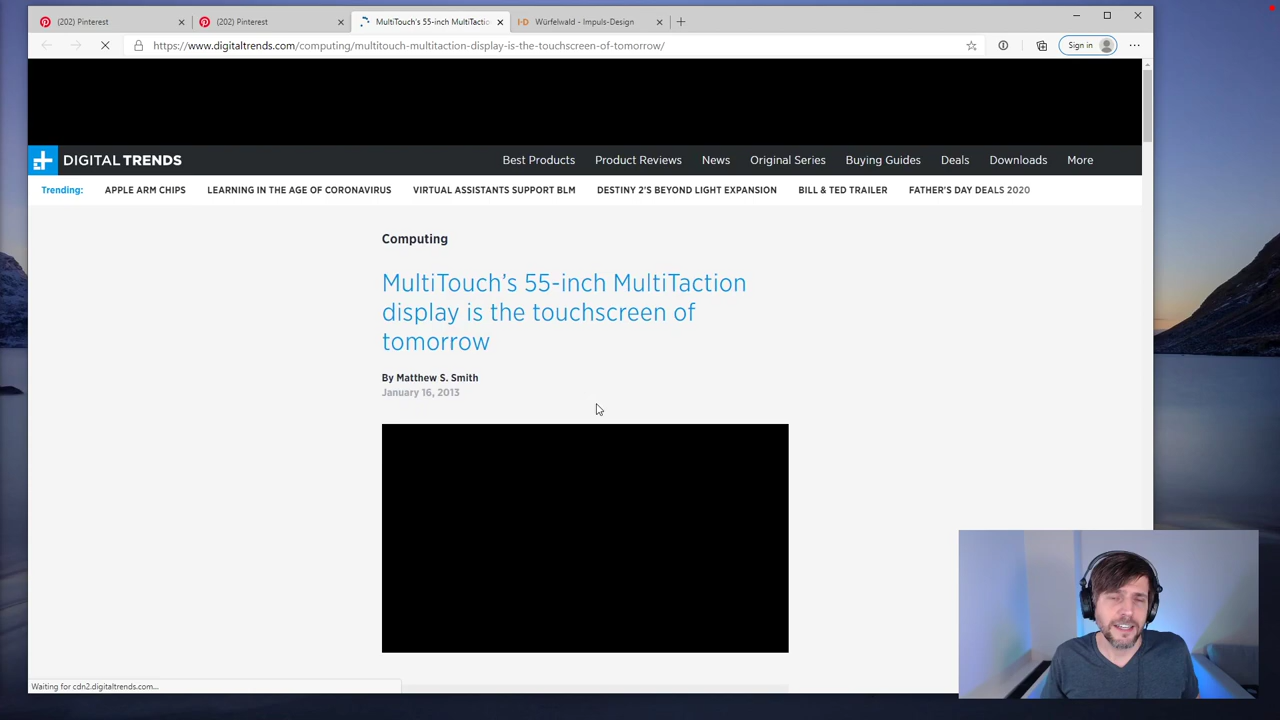 (202) Pinterest
(202) Pinterest
MultiTouch's 55-inch MultiTactio
Würfelwald - Impuls-Design
https://www.digitaltrends.com/computing/multitouch-multitaction-display-is-the-touchscreen-of-tomorrow/
Sign in
DIGITAL TRENDS
Best Products
Product Reviews
News
Original Series
Buying Guides
Deals
Downloads
More
Trending:
APPLE ARM CHIPS
LEARNING IN THE AGE OF CORONAVIRUS
VIRTUAL ASSISTANTS SUPPORT BLM
DESTINY 2'S BEYOND LIGHT EXPANSION
BILL & TED TRAILER
FATHER'S DAY DEALS 2020
Computing
MultiTouch's 55-inch MultiTaction
display is the touchscreen of
tomorrow
By Matthew S. Smith
January 16, 2013
Waiting for cdn2.digitaltrends.com...